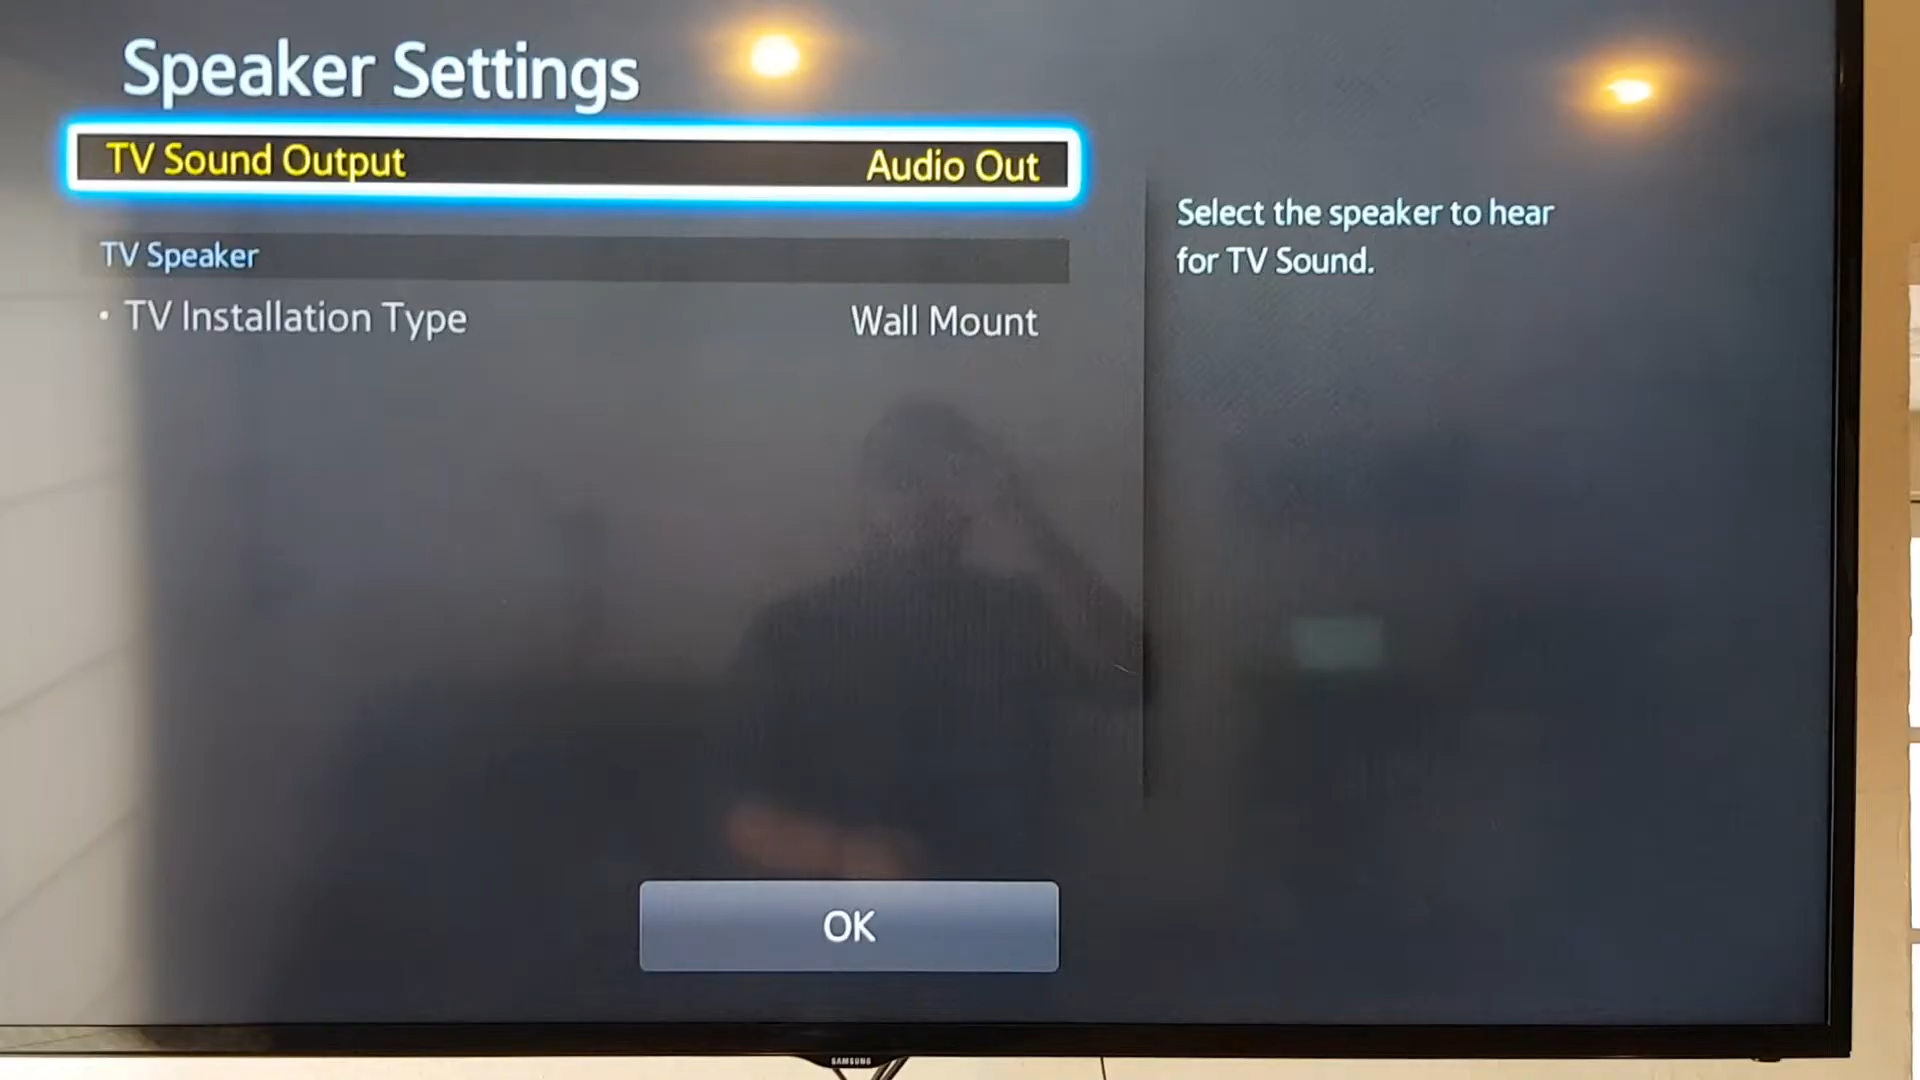 Speaker Settings
TV Sound Output Audio Out
Select the speaker to hear
for TV Sound.
TV Speaker
· TV Installation Type Wall Mount
OK
SAMSUNG